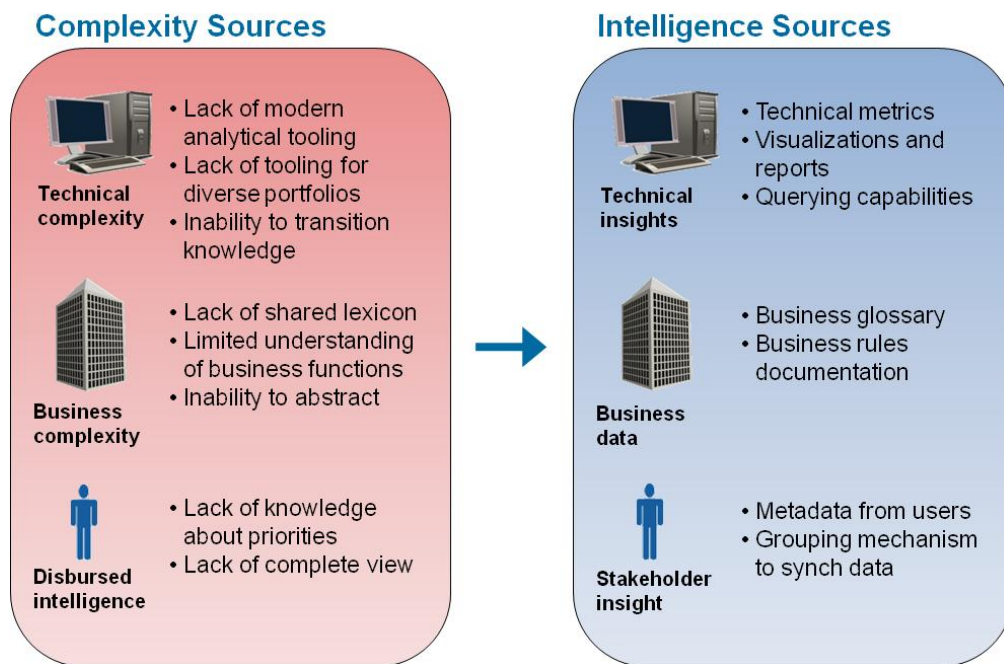 Complexity Sources
Technical
complexity
• Lack of modern
analytical tooling
• Lack of tooling for
diverse portfolios
• Inability to transition
knowledge
Business
complexity
• Lack of shared lexicon
• Limited understanding
of business functions
• Inability to abstract
Disbursed
intelligence
• Lack of knowledge
about priorities
• Lack of complete view
Intelligence Sources
Technical
insights
• Technical metrics
• Visualizations and
reports
• Querying capabilities
Business
data
• Business glossary
• Business rules
documentation
Stakeholder
insight
• Metadata from users
• Grouping mechanism
to synch data